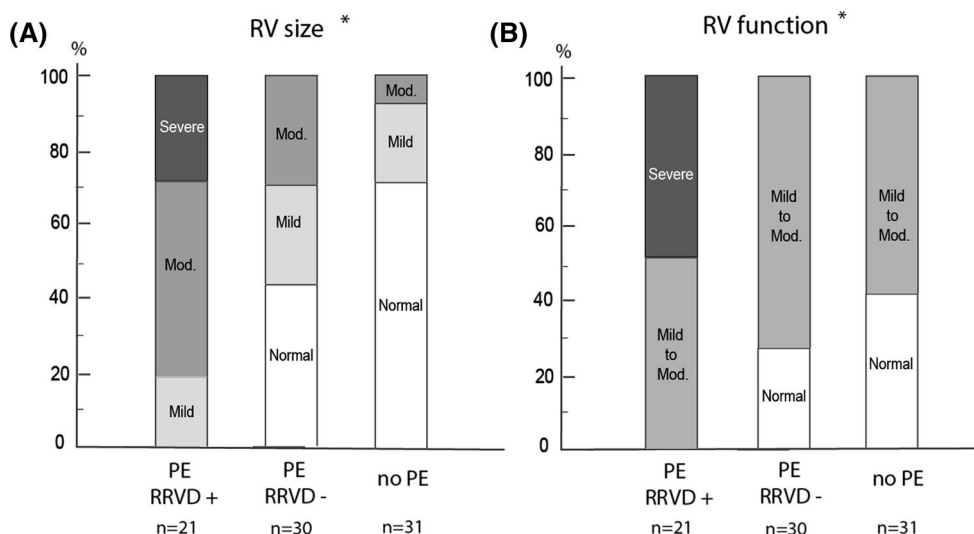 (A)
RV size *
%
100
80
60
40
20
0
Severe
Mod.
Mild
Mod.
Mild
Normal
Mod.
Mild
Normal
PE
RRVD +
n=21
PE
RRVD -
n=30
no PE
n=31
(B)
RV function *
%
100
80
60
40
20
0
Severe
Mild
to
Mod.
Mild
to
Mod.
Normal
Mild
to
Mod.
Normal
PE
RRVD +
n=21
PE
RRVD -
n=30
no PE
n=31